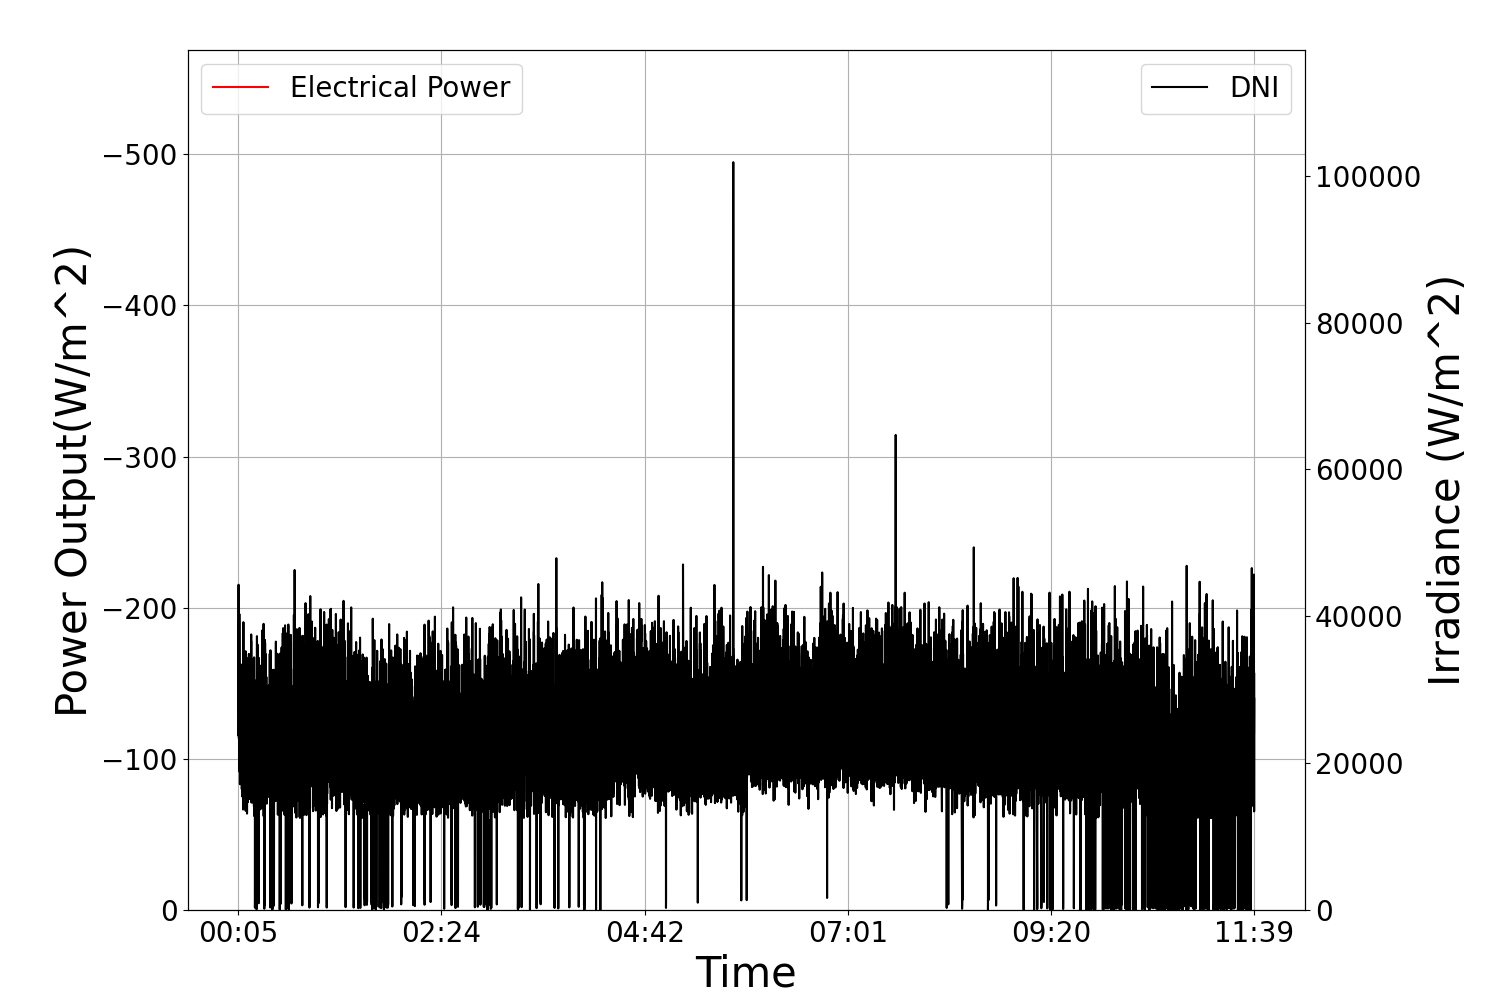 Electrical Power
DNI
Power Output(W/m^2)
−500
−400
−300
−200
−100
0
100000
80000
60000
40000
20000
0
Irradiance (W/m^2)
00:05 02:24 04:42 07:01 09:20 11:39
Time